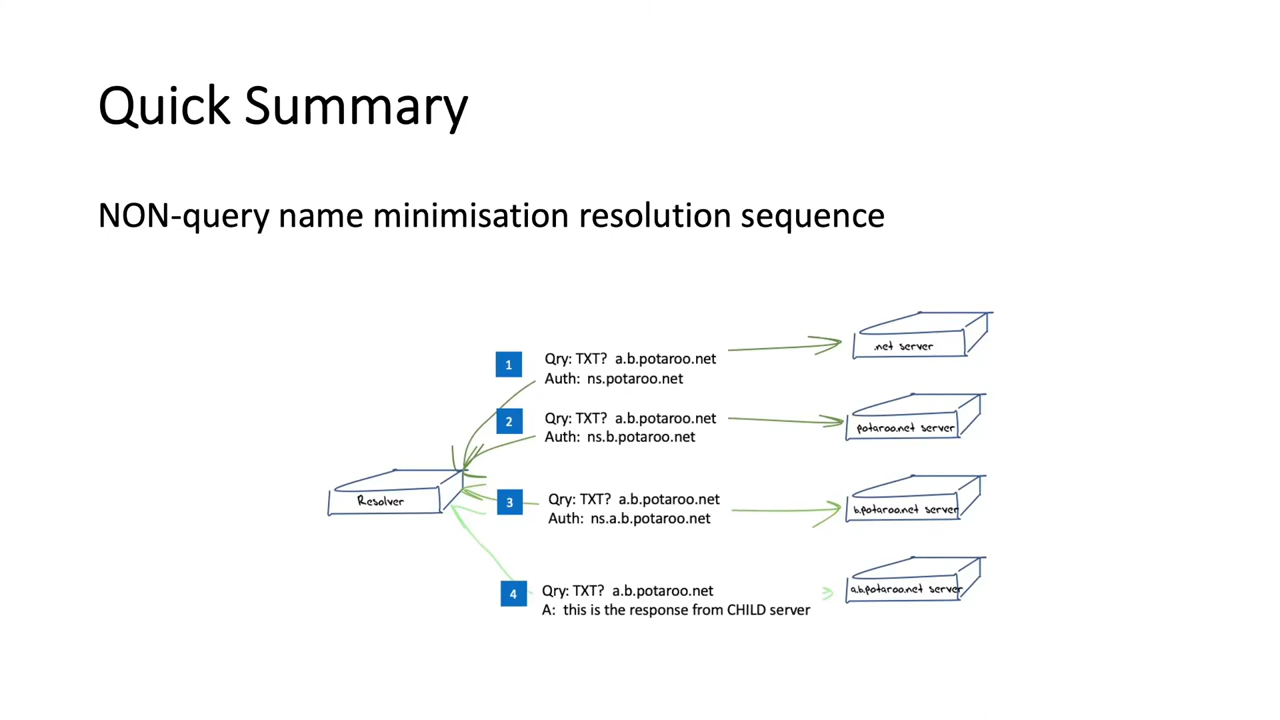 Quick Summary
NON-query name minimisation resolution sequence
.net server
1
Qry: TXT? a.b.potaroo.net
Auth: ns.potaroo.net
2
Qry: TXT? a.b.potaroo.net
Auth: ns.b.potaroo.net
potaroo.net server
Resolver
3
Qry: TXT? a.b.potaroo.net
Auth: ns.a.b.potaroo.net
b.potaroo.net server
4
Qry: TXT? a.b.potaroo.net
A: this is the response from CHILD server
a.b.potaroo.net server